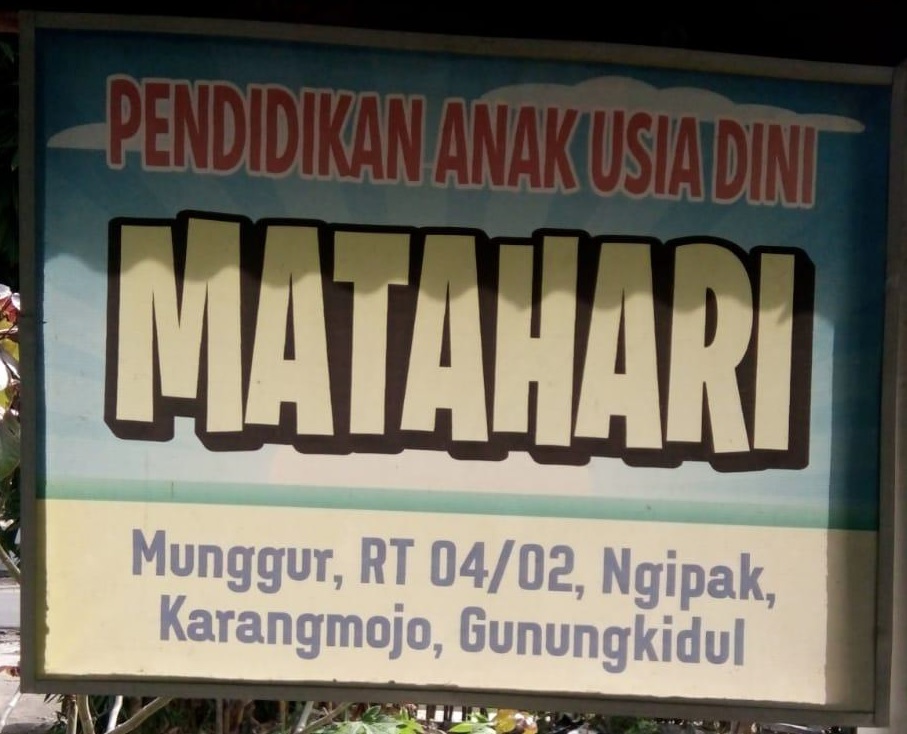 PENDIDIKAN ANAK USIA DINI
MATAHARI
Munggur, RT 04/02, Ngipak,
Karangmojo, Gunungkidul